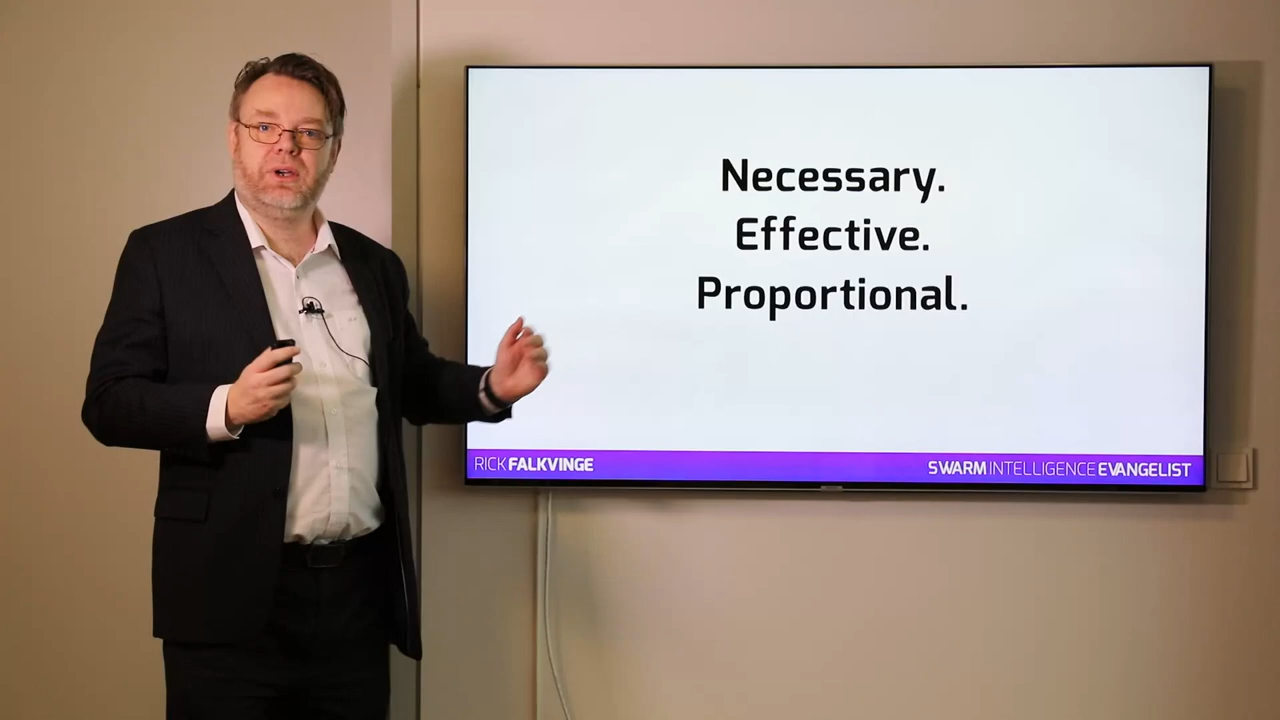 Necessary.
Effective.
Proportional.
RICK FALKVINGE
SWARM INTELLIGENCE EVANGELIST